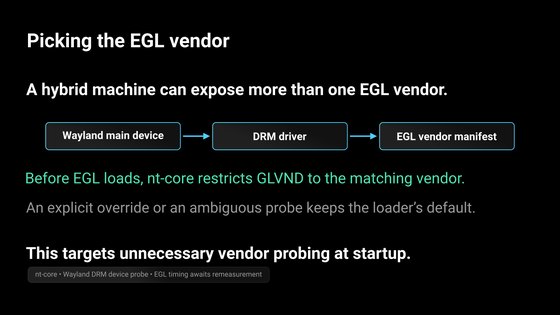 Picking the EGL vendor
A hybrid machine can expose more than one EGL vendor.
Wayland main device
DRM driver
EGL vendor manifest
Before EGL loads, nt-core restricts GLVND to the matching vendor.
An explicit override or an ambiguous probe keeps the loader’s default.
This targets unnecessary vendor probing at startup.
nt-core • Wayland DRM device probe • EGL timing awaits remeasurement